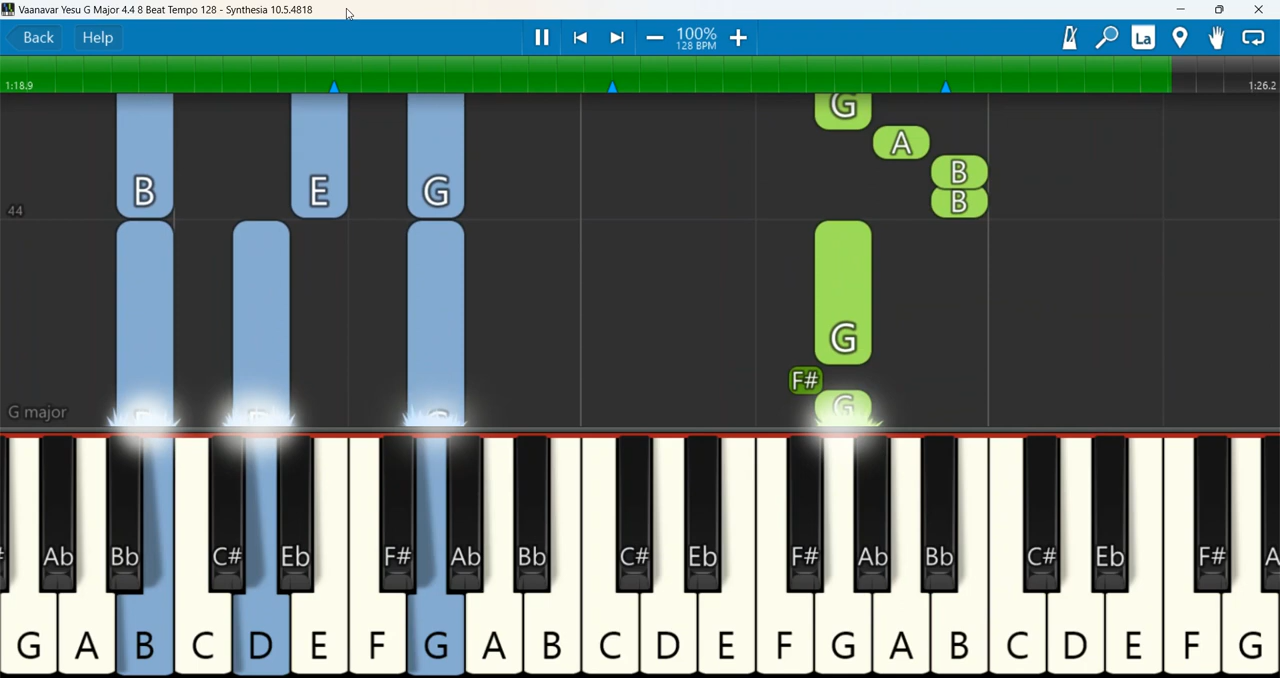 Vaanavar Yesu G Major 4.4 8 Beat Tempo 128 - Synthesia 10.5.4818
Back Help 100% La
128 BPM
1:18.9 1:26.2
G
A
B E G B
44 B
G
F#
G major G
Ab Bb C# Eb F# Ab Bb C# Eb F# Ab Bb C# Eb F# A
G A B C D E F G A B C D E F G A B C D E F G